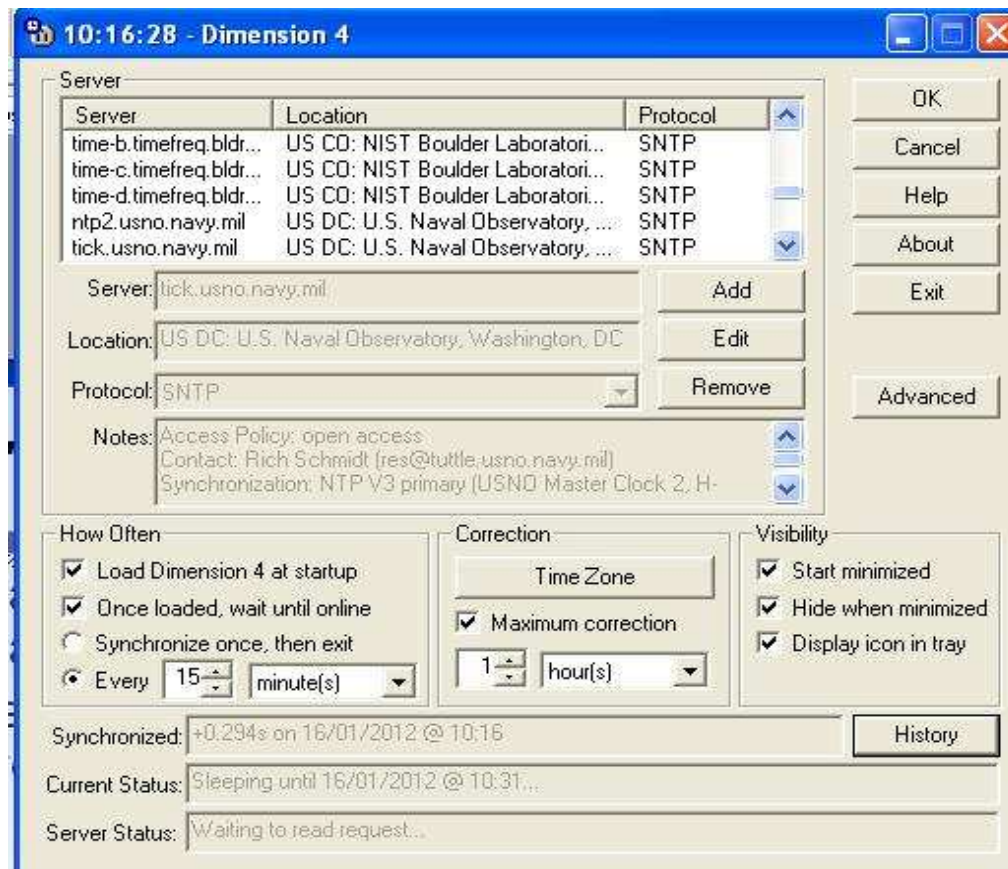 10:16:28 - Dimension 4
Server
Server Location Protocol
time-b.timefreq.bldr... US CO: NIST Boulder Laboratori... SNTP
time-c.timefreq.bldr... US CO: NIST Boulder Laboratori... SNTP
time-d.timefreq.bldr... US CO: NIST Boulder Laboratori... SNTP
ntp2.usno.navy.mil US DC: U.S. Naval Observatory, ... SNTP
tick.usno.navy.mil US DC: U.S. Naval Observatory, ... SNTP
Server: tick.usno.navy.mil
Location: US DC: U.S. Naval Observatory, Washington, DC
Protocol: SNTP
Notes: Access Policy: open access
Contact: Rich Schmidt (res@tuttle.usno.navy.mil)
Synchronization: NTP V3 primary (USNO Master Clock 2, H-
Add
Edit
Remove
OK
Cancel
Help
About
Exit
Advanced
How Often
Load Dimension 4 at startup
Once loaded, wait until online
Synchronize once, then exit
Every 15 minute(s)
Correction
Time Zone
Maximum correction
1 hour(s)
Visibility
Start minimized
Hide when minimized
Display icon in tray
Synchronized: +0.294s on 16/01/2012 @ 10:16
History
Current Status: Sleeping until 16/01/2012 @ 10:31...
Server Status: Waiting to read request...